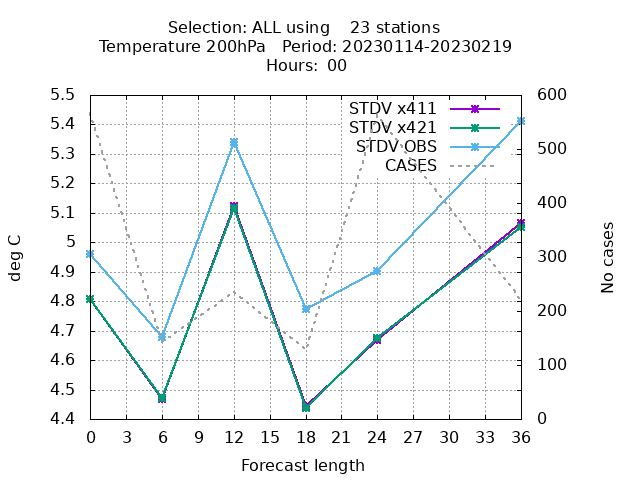 Selection: ALL using    23 stations
Temperature 200hPa   Period: 20230114-20230219
Hours: 00
STDV x411
STDV x421
STDV OBS
CASES
deg C
No cases
5.5
5.4
5.3
5.2
5.1
5
4.9
4.8
4.7
4.6
4.5
4.4
600
500
400
300
200
100
0
0 3 6 9 12 15 18 21 24 27 30 33 36
Forecast length